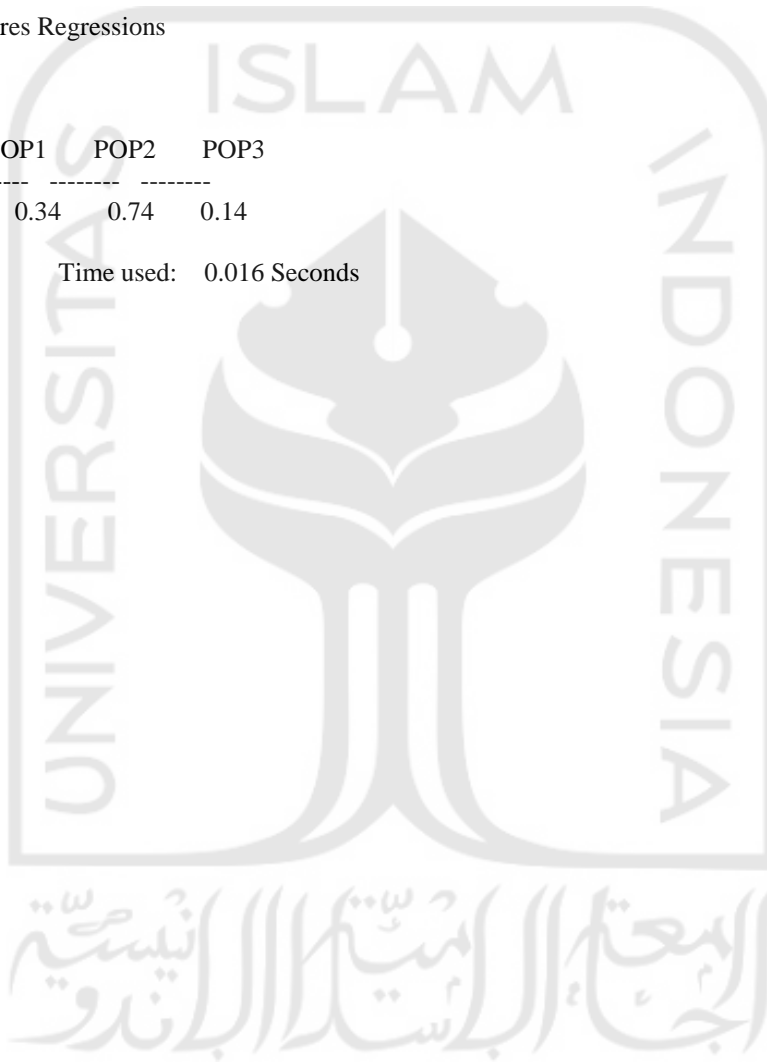 res Regressions
ISLAM
OP1 POP2 POP3
---- -------- --------
0.34 0.74 0.14
Time used: 0.016 Seconds
UNIVERSITAS
INDONESIA